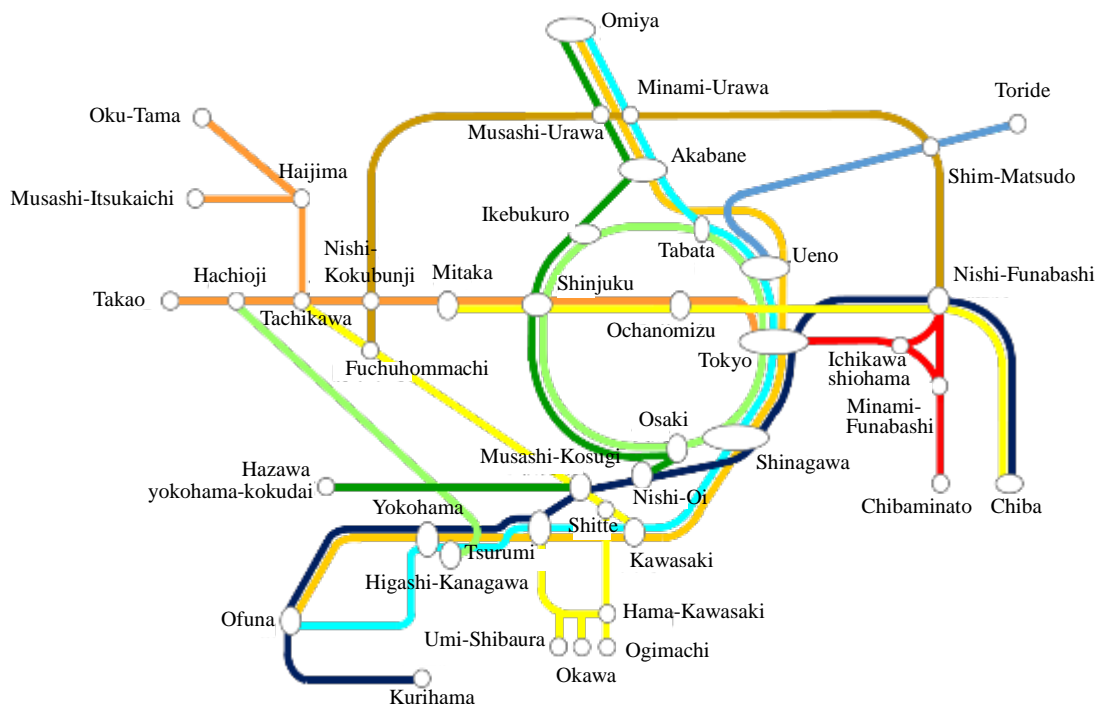 Omiya
Minami-Urawa
Toride
Oku-Tama
Musashi-Urawa
Akabane
Haijima
Shim-Matsudo
Musashi-Itsukaichi
Ikebukuro
Nishi-
Kokubunji
Tabata
Ueno
Hachioji
Mitaka
Shinjuku
Nishi-Funabashi
Takao
Tachikawa
Ochanomizu
Tokyo
Ichikawa
shiohama
Fuchuhommachi
Minami-
Funabashi
Osaki
Musashi-Kosugi
Shinagawa
Hazawa
yokohama-kokudai
Nishi-Oi
Chibaminato
Chiba
Yokohama
Shitte
Tsurumi
Kawasaki
Higashi-Kanagawa
Hama-Kawasaki
Ofuna
Umi-Shibaura
Ogimachi
Okawa
Kurihama